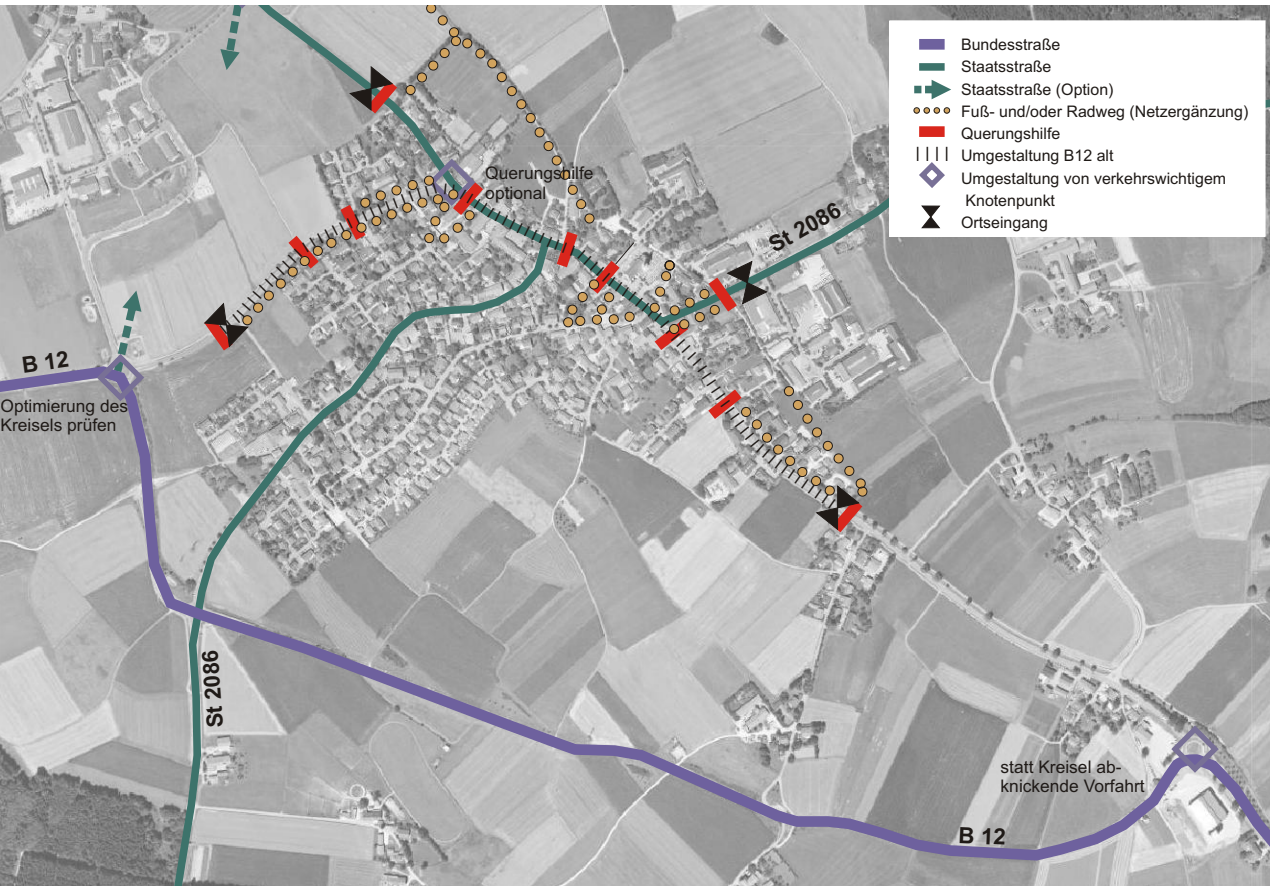 Bundesstraße
Staatsstraße
Staatsstraße (Option)
Fuß- und/oder Radweg (Netzergänzung)
Querungshilfe
Umgestaltung B12 alt
Umgestaltung von verkehrswichtigem
Knotenpunkt
Ortseingang
Querungshilfe
optional
St 2086
B 12
Optimierung des
Kreisels prüfen
St 2086
statt Kreisel ab-
knickende Vorfahrt
B 12